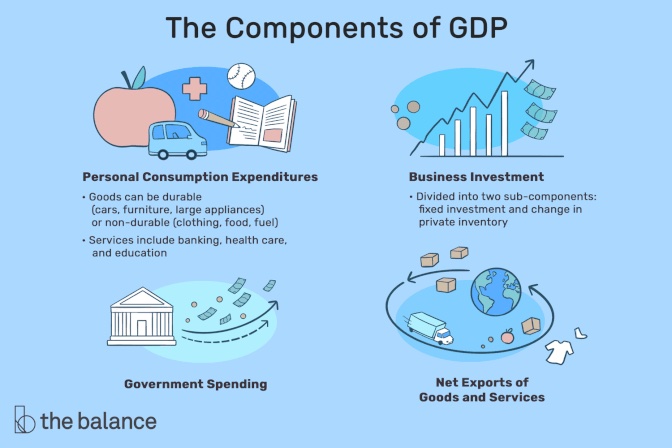 The Components of GDP
Personal Consumption Expenditures
• Goods can be durable
(cars, furniture, large appliances)
or non-durable (clothing, food, fuel)
• Services include banking, health care,
and education
Business Investment
• Divided into two sub-components:
fixed investment and change in
private inventory
Government Spending
Net Exports of
Goods and Services
the balance